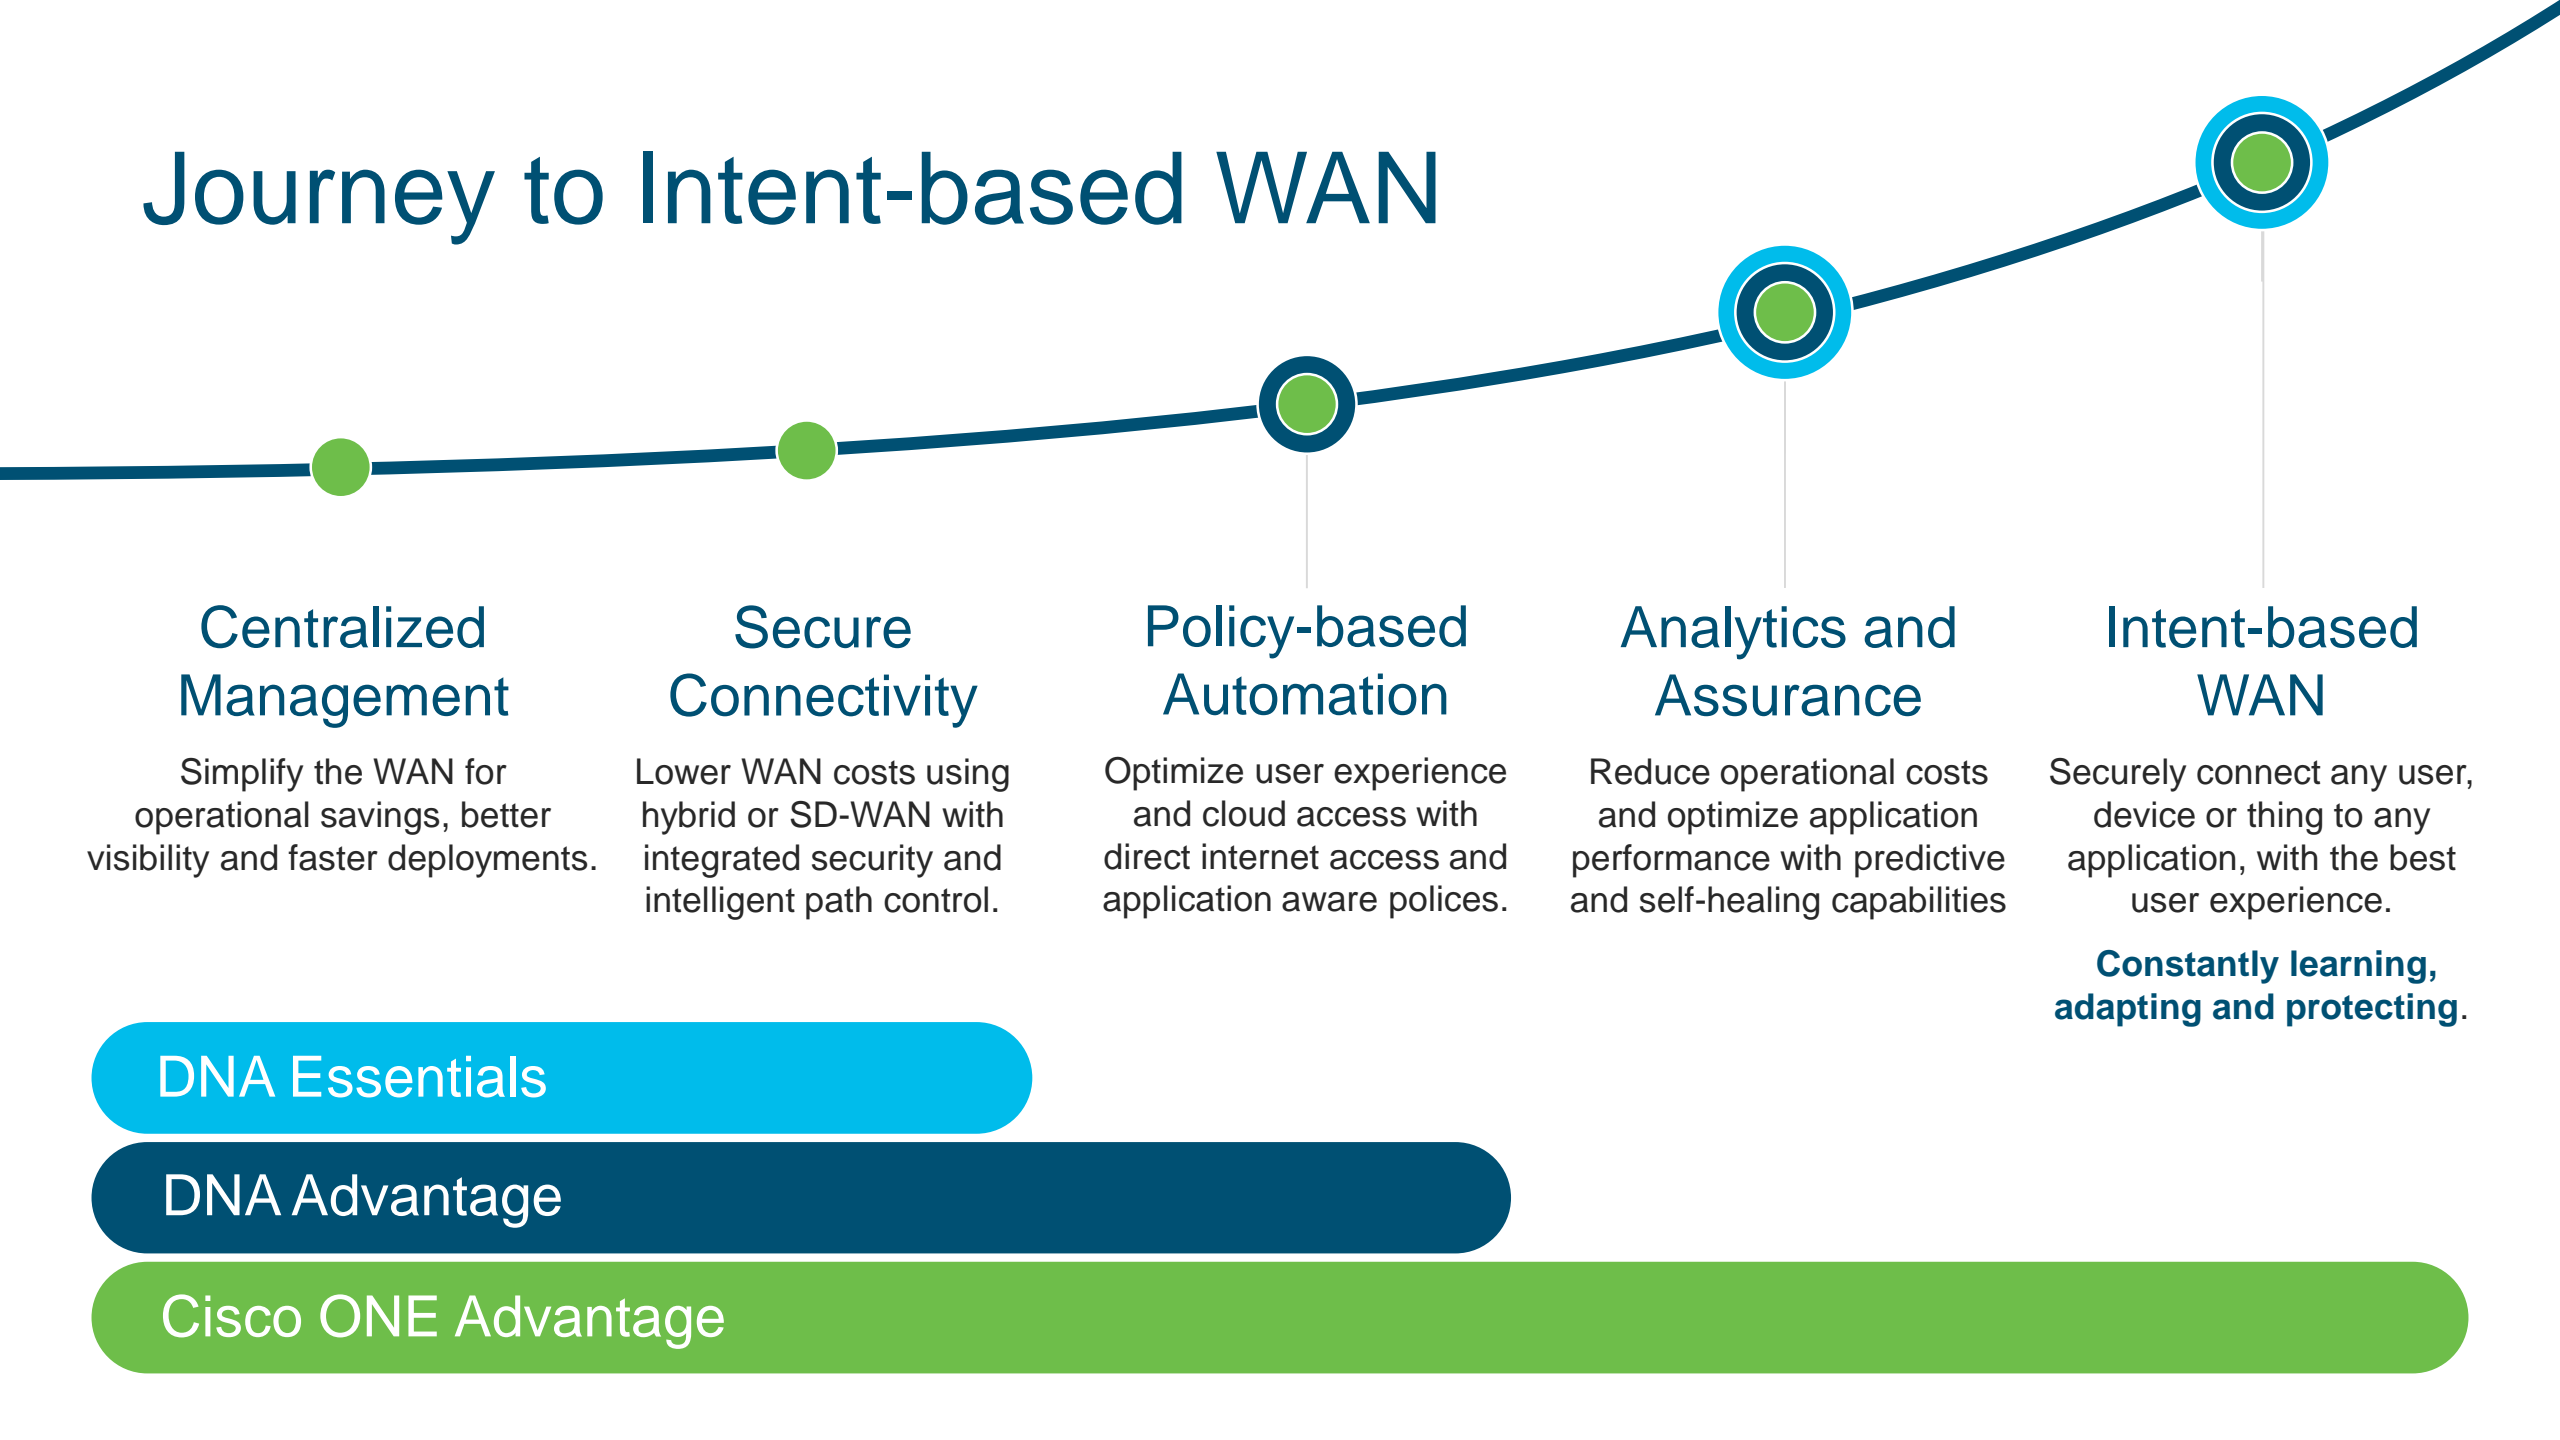 Journey to Intent-based WAN
Centralized
Management
Simplify the WAN for
operational savings, better
visibility and faster deployments.
Secure
Connectivity
Lower WAN costs using
hybrid or SD-WAN with
integrated security and
intelligent path control.
Policy-based
Automation
Optimize user experience
and cloud access with
direct internet access and
application aware polices.
Analytics and
Assurance
Reduce operational costs
and optimize application
performance with predictive
and self-healing capabilities
Intent-based
WAN
Securely connect any user,
device or thing to any
application, with the best
user experience.
Constantly learning,
adapting and protecting.
DNA Essentials
DNA Advantage
Cisco ONE Advantage